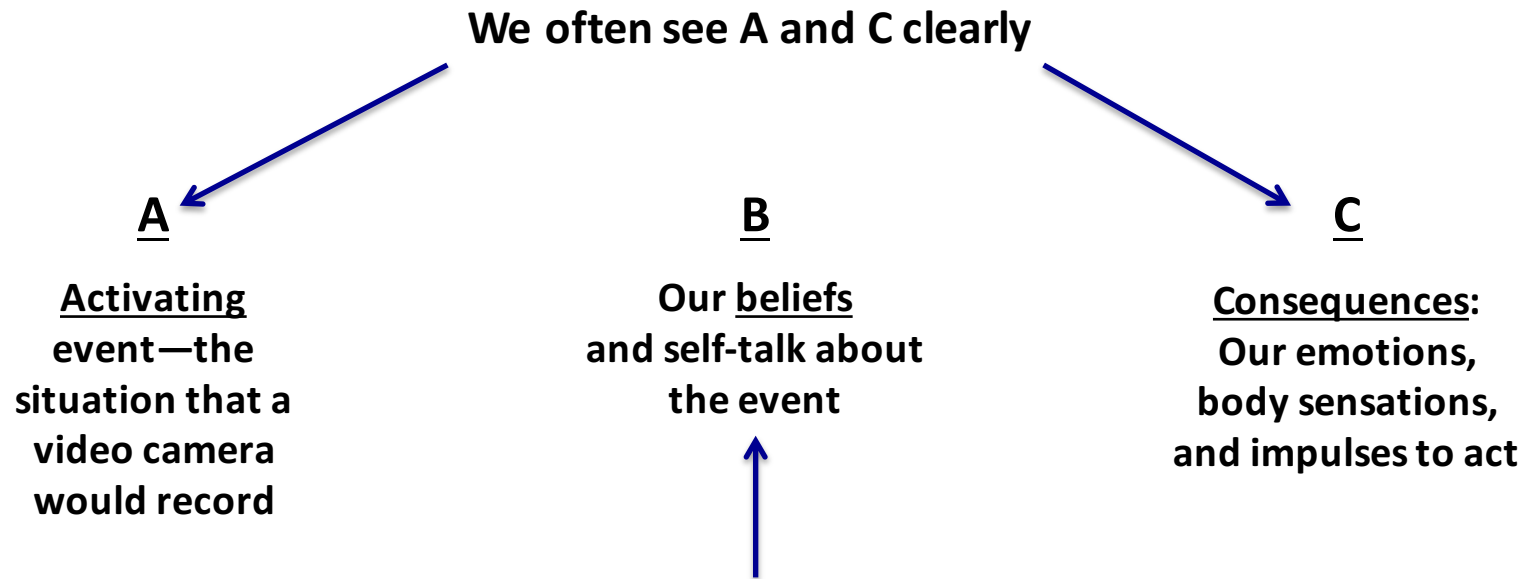 We often see A and C clearly
A
Activating
event—the
situation that a
video camera
would record
B
Our beliefs
and self-talk about
the event
C
Consequences:
Our emotions,
body sensations,
and impulses to act